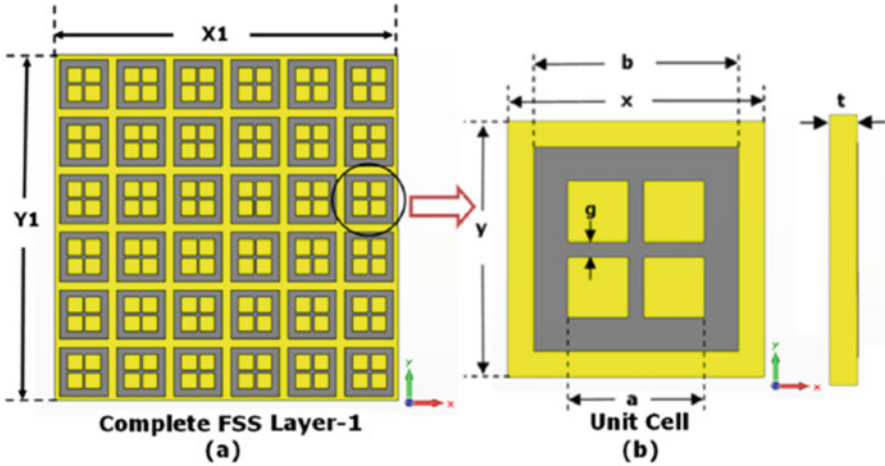 X1
Y1
Y
x
Complete FSS Layer-1
(a)
b
x
t
g
y
a
Y
x
Unit Cell
(b)